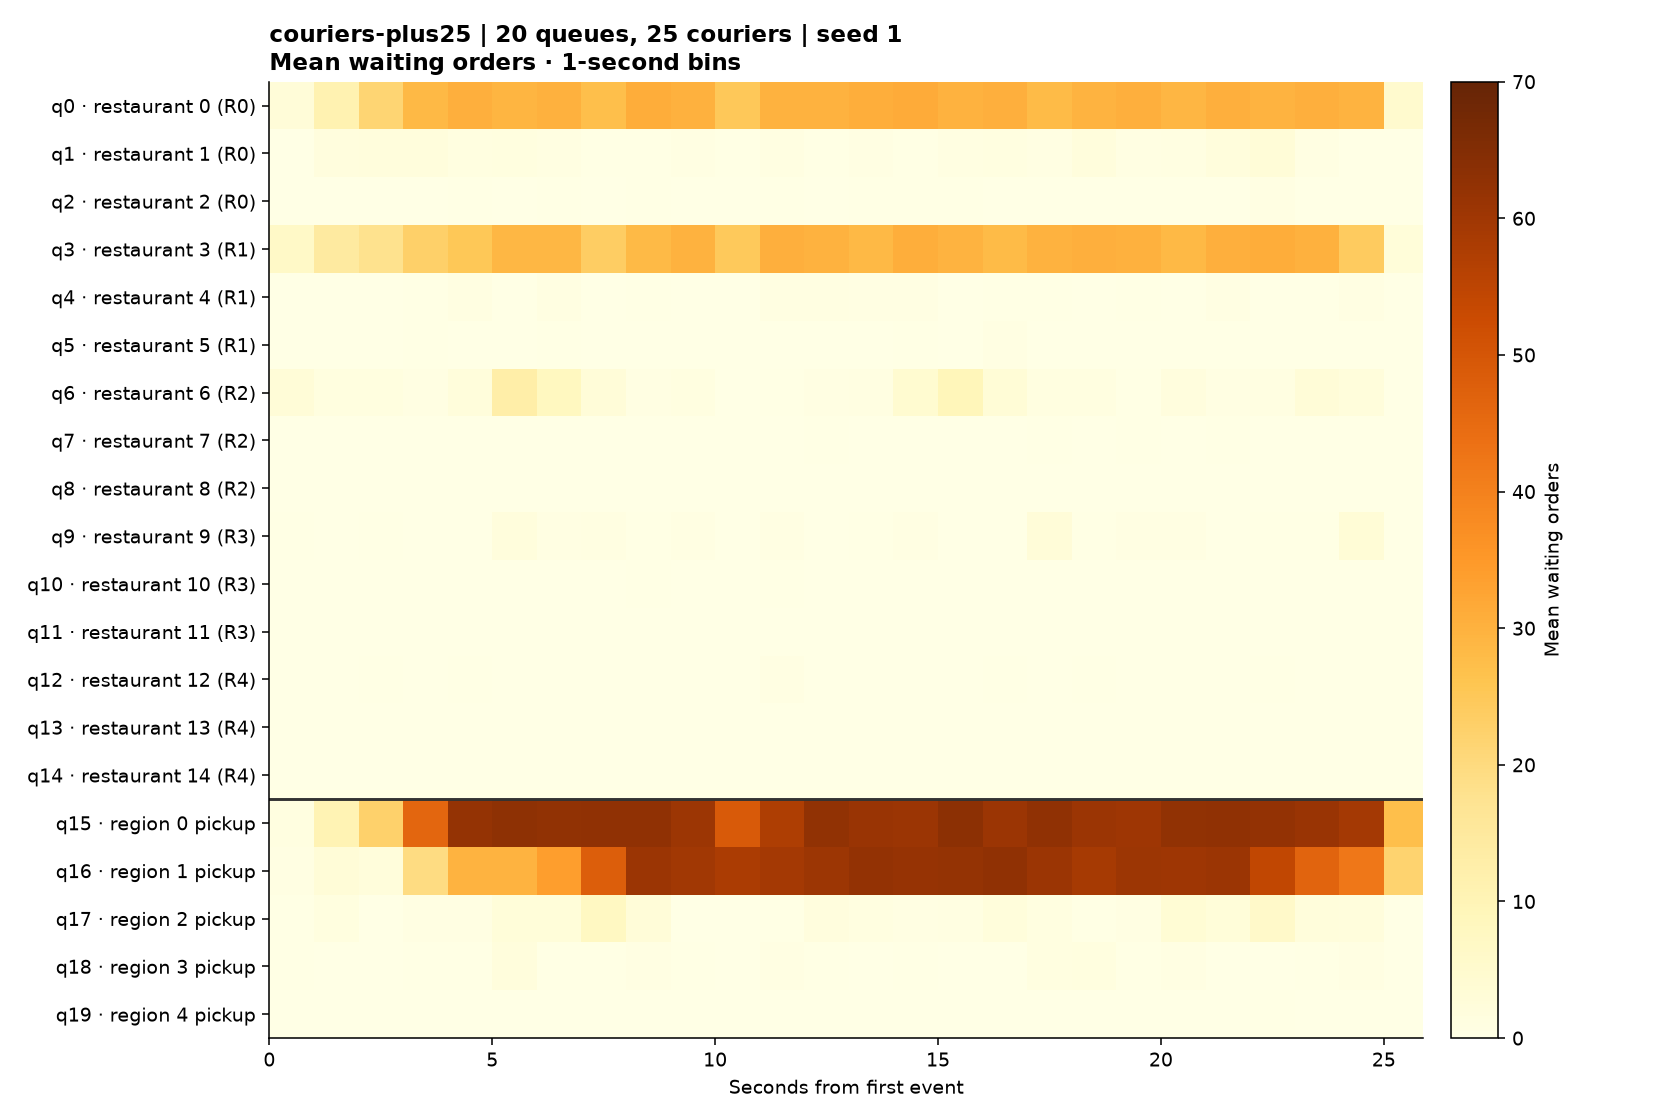 couriers-plus25 | 20 queues, 25 couriers | seed 1
Mean waiting orders · 1-second bins
q0 · restaurant 0 (R0)
q1 · restaurant 1 (R0)
q2 · restaurant 2 (R0)
q3 · restaurant 3 (R1)
q4 · restaurant 4 (R1)
q5 · restaurant 5 (R1)
q6 · restaurant 6 (R2)
q7 · restaurant 7 (R2)
q8 · restaurant 8 (R2)
q9 · restaurant 9 (R3)
q10 · restaurant 10 (R3)
q11 · restaurant 11 (R3)
q12 · restaurant 12 (R4)
q13 · restaurant 13 (R4)
q14 · restaurant 14 (R4)
q15 · region 0 pickup
q16 · region 1 pickup
q17 · region 2 pickup
q18 · region 3 pickup
q19 · region 4 pickup
0 5 10 15 20 25
Seconds from first event
70
60
50
40
30
20
10
0
Mean waiting orders